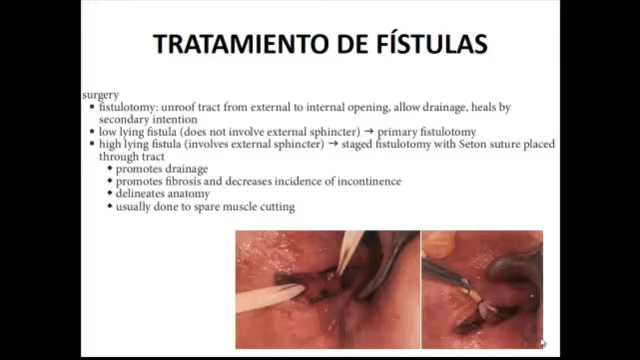 TRATAMIENTO DE FÍSTULAS
surgery
▪ fistulotomy: unroof tract from external to internal opening, allow drainage, heals by
secondary intention
▪ low lying fistula (does not involve external sphincter) → primary fistulotomy
▪ high lying fistula (involves external sphincter) → staged fistulotomy with Seton suture placed
through tract
◆ promotes drainage
◆ promotes fibrosis and decreases incidence of incontinence
◆ delineates anatomy
◆ usually done to spare muscle cutting